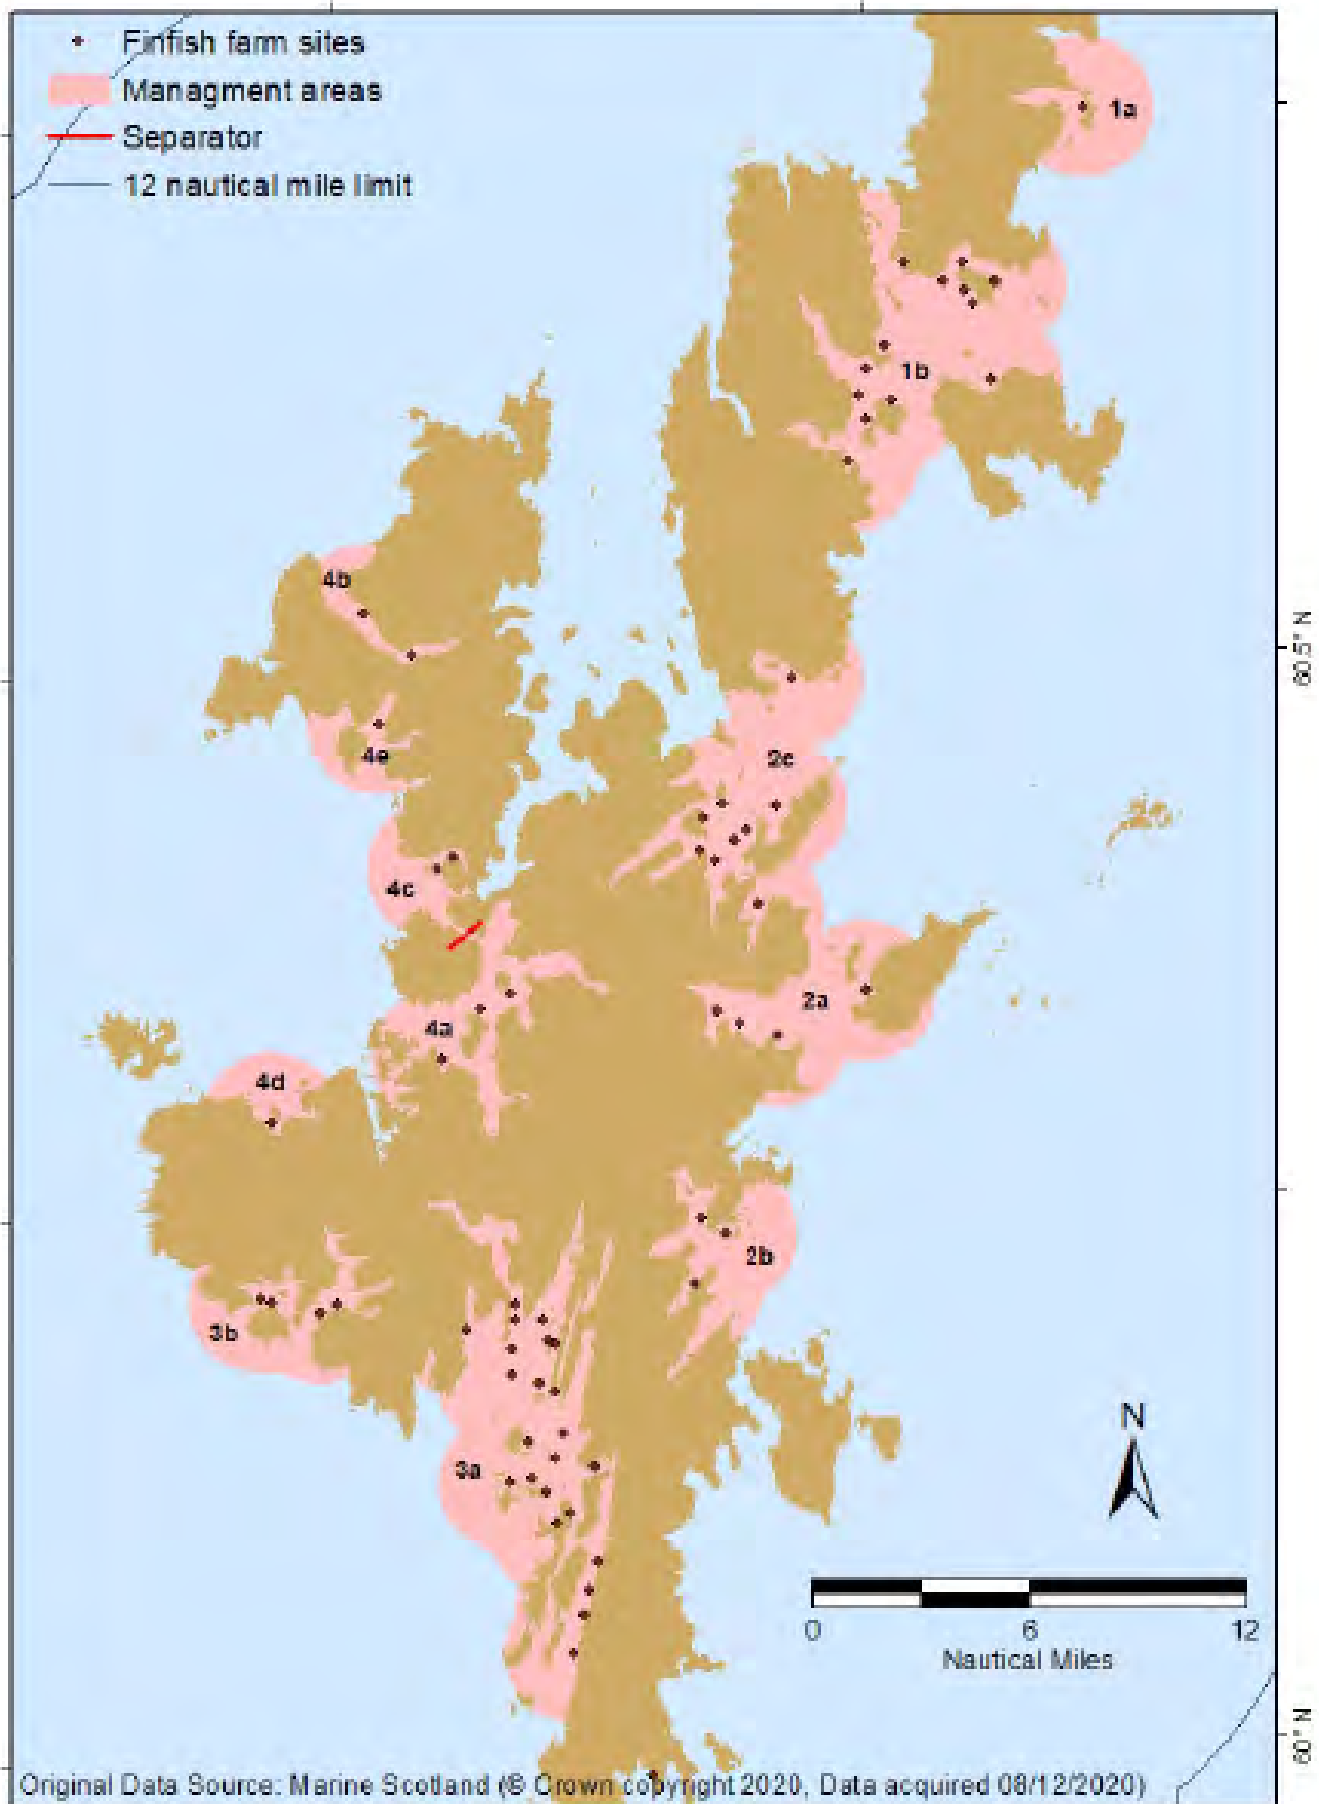 Finfish farm sites
Managment areas
Separator
12 nautical mile limit
1a
1b
4b
60.5° N
4e
2c
4c
2a
4a
4d
2b
3b
N
3a
0 6 12
Nautical Miles
60° N
Original Data Source: Marine Scotland (® Crown copyright 2020, Data acquired 08/12/2020)